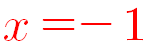 x = − 1